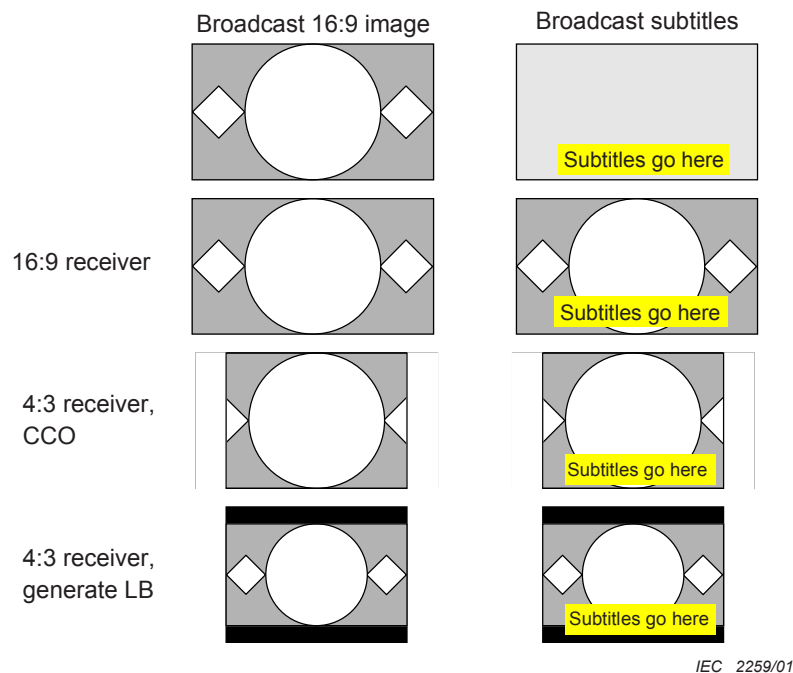 Broadcast 16:9 image
Broadcast subtitles
Subtitles go here
16:9 receiver
Subtitles go here
4:3 receiver,
CCO
Subtitles go here
4:3 receiver,
generate LB
Subtitles go here
IEC 2259/01